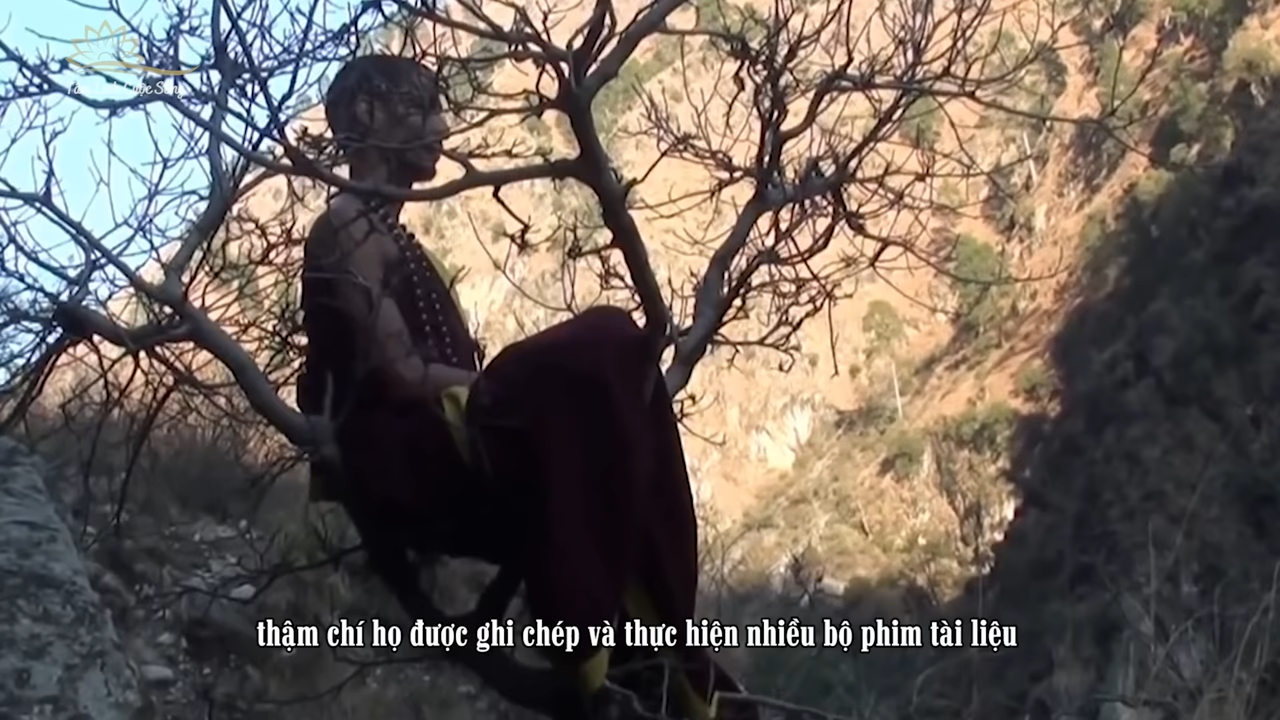 thậm chí họ được ghi chép và thực hiện nhiều bộ phim tài liệu